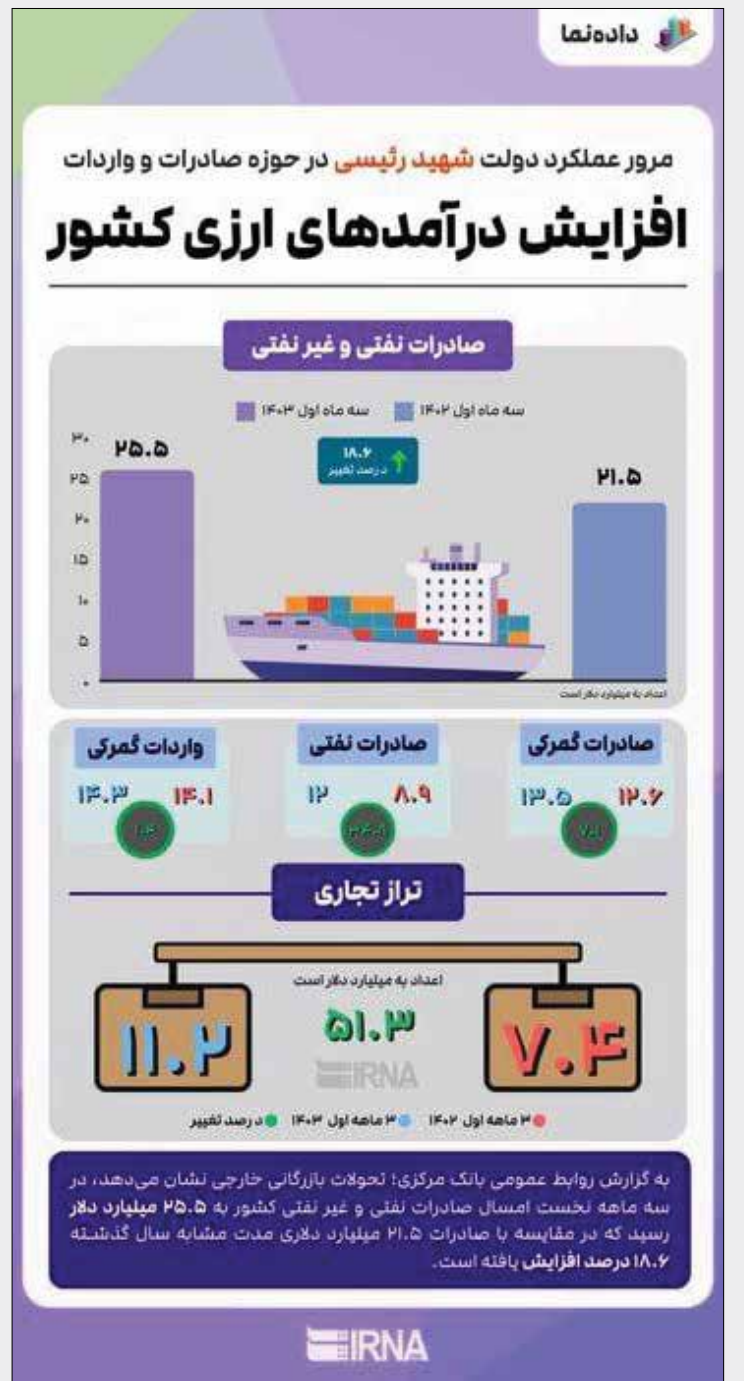 داده‌نما
مرور عملکرد دولت شهید رئیسی در حوزه صادرات و واردات
افزایش درآمدهای ارزی کشور
صادرات نفتی و غیر نفتی
سه ماه اول ۱۴۰۲
سه ماه اول ۱۴۰۳
۳۰
۲۵
۲۰
۱۵
۱۰
۵
۰
۲۵.۵
۱۸.۶
درصد تغییر
۲۱.۵
اعداد به میلیارد دلار است
صادرات گمرکی
۱۲.۶ ۱۳.۵
۷.۱
صادرات نفتی
۸.۹ ۱۲
واردات گمرکی
۱۴.۱ ۱۴.۳
تراز تجاری
اعداد به میلیارد دلار است
۷.۴
۵۱.۳
۱۱.۲
IRNA
۳ ماهه اول ۱۴۰۲ ۳ ماهه اول ۱۴۰۳ درصد تغییر
به گزارش روابط عمومی بانک مرکزی؛ تحولات بازرگانی خارجی نشان می‌دهد، در
سه ماهه نخست امسال صادرات نفتی و غیر نفتی کشور به ۲۵.۵ میلیارد دلار
رسید که در مقایسه با صادرات ۲۱.۵ میلیارد دلاری مدت مشابه سال گذشته
۱۸.۶ درصد افزایش یافته است.
IRNA